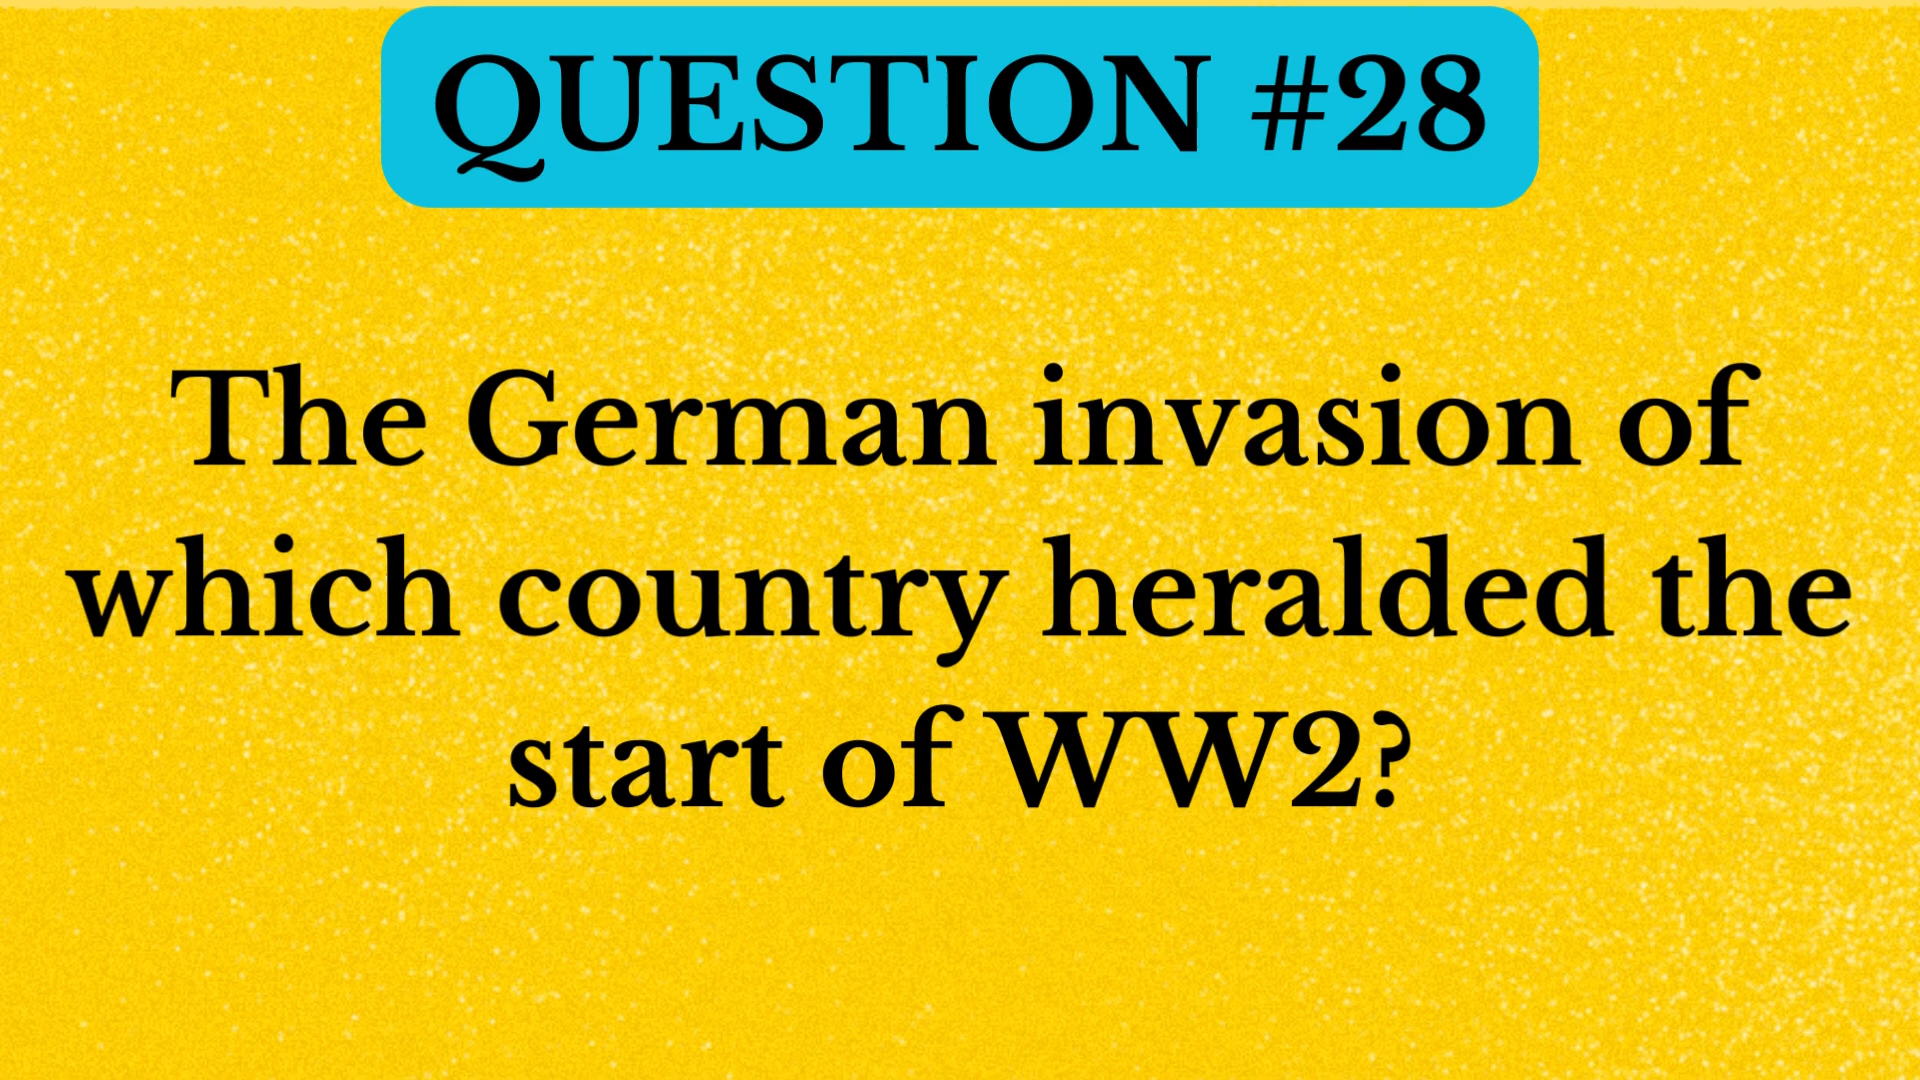 QUESTION #28
The German invasion of
which country heralded the
start of WW2?